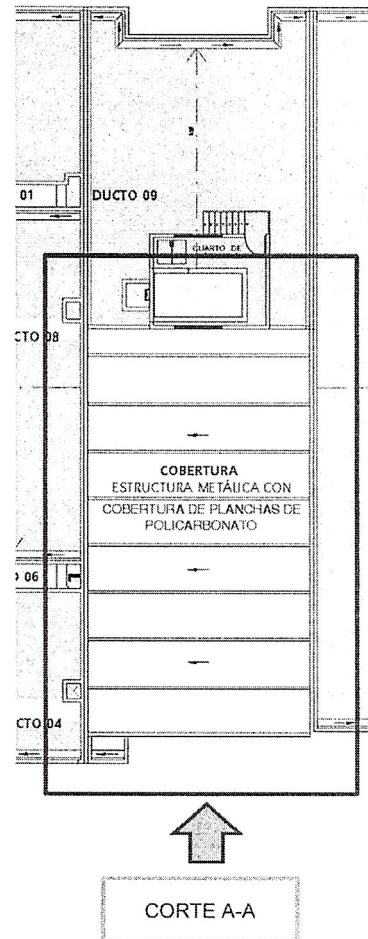 01
DUCTO 09
CUARTO DE
CTO 08
COBERTURA
ESTRUCTURA METÁLICA CON
COBERTURA DE PLANCHAS DE
POLICARBONATO
O 06
CTO 04
CORTE A-A